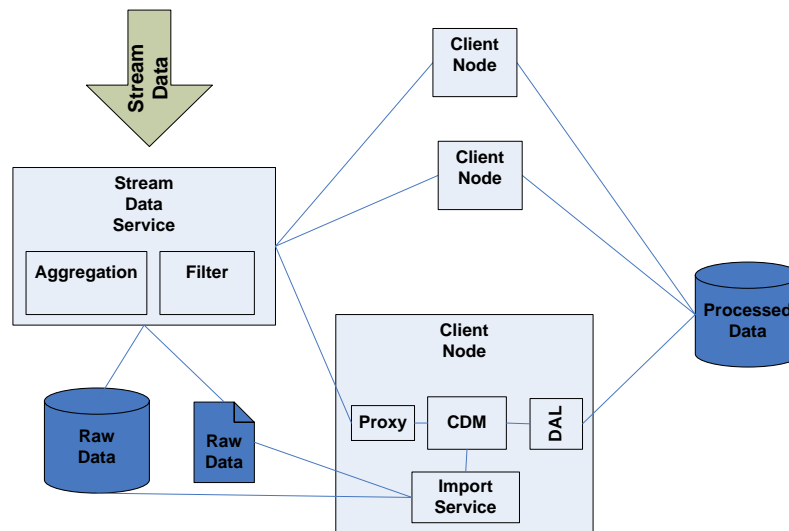 Stream
Data
Client
Node
Client
Node
Stream
Data
Service
Aggregation
Filter
Processed
Data
Client
Node
Proxy
CDM
DAL
Raw
Data
Raw
Data
Import
Service